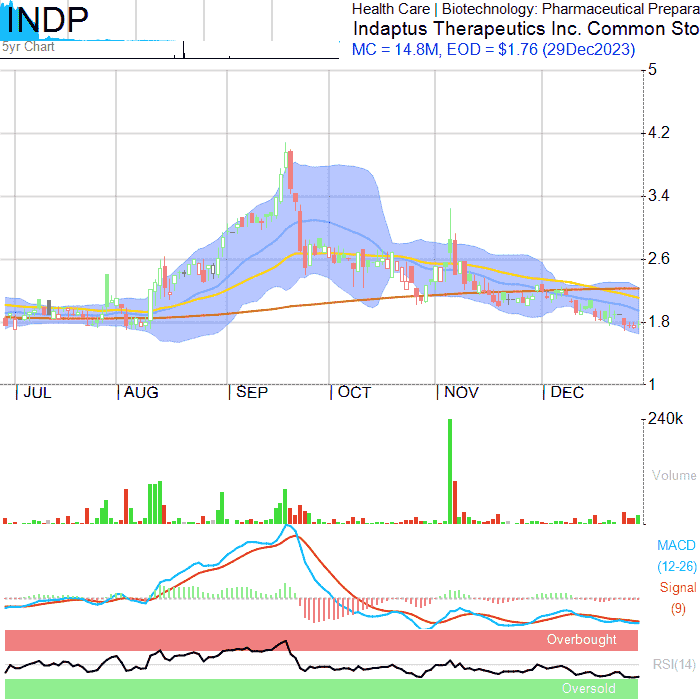 INDP
Health Care | Biotechnology: Pharmaceutical Prepara
Indaptus Therapeutics Inc. Common Sto
MC = 14.8M, EOD = $1.76 (29Dec2023)
5yr Chart
5
4.2
3.4
2.6
1.8
1
JUL AUG SEP OCT NOV DEC
240k
Volume
MACD
(12-26)
Signal
(9)
Overbought
RSI(14)
Oversold